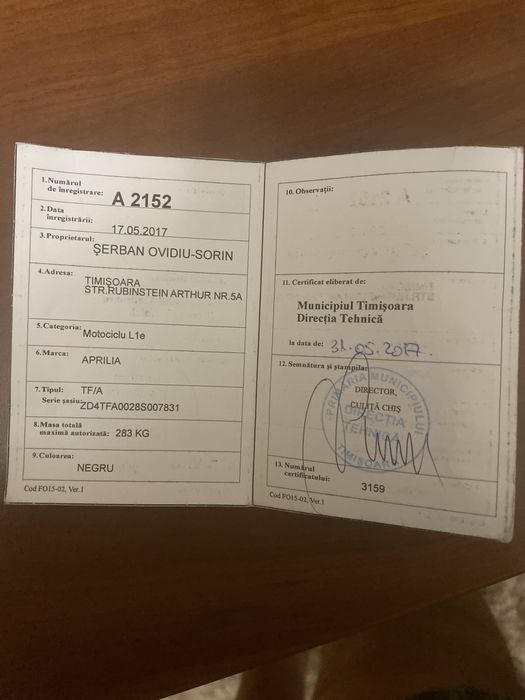 1.Numărul
de înregistrare: A 2152
2.Data
înregistrării: 17.05.2017
3.Proprietarul:
ŞERBAN OVIDIU-SORIN
4.Adresa:
TIMIŞOARA
STR.RUBINSTEIN ARTHUR NR.5A
5.Categoria: Motociclu L1e
6.Marca: APRILIA
7.Tipul: TF/A
Serie şasiu: ZD4TFA0028S007831
8.Masa totală
maximă autorizată: 283 KG
9.Culoarea:
NEGRU
Cod FO15-02, Ver.1
10.Observaţii:
11. Certificat eliberat de:
Municipiul Timişoara
Direcţia Tehnică
la data de: 31.05.2017.
12. Semnătura şi ştampila:
DIRECTOR,
CULIŢĂ CHIŞ
PRIMĂRIA MUNICIPIULUI
DIRECŢIA
TEHNICĂ
TIMIŞOARA
13. Numărul
certificatului: 3159
Cod FO15-02, Ver.1